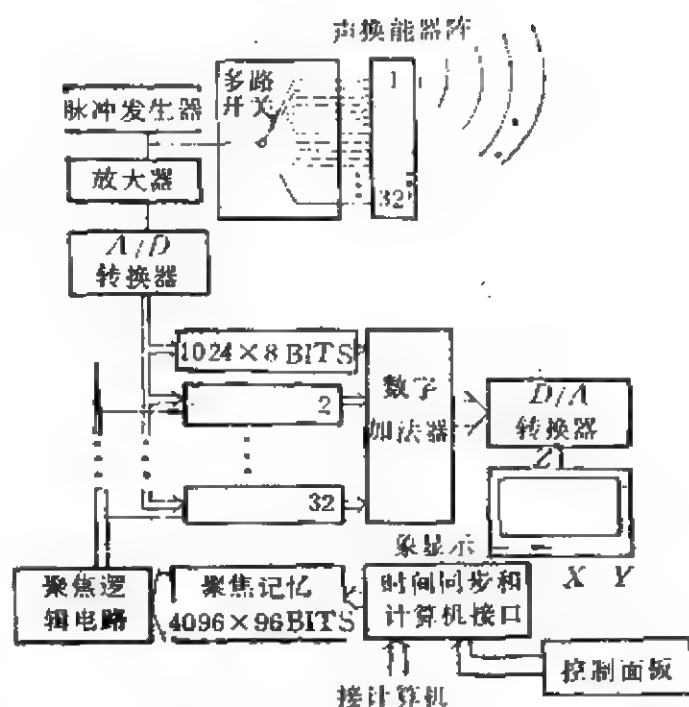 声换能器阵
脉冲发生器
多路
开关
1
放大器
32
A/D
转换器
1024×8 BITS
2
32
数字
加法器
D/A
转换器
Z
象显示
X Y
聚焦逻
辑电路
聚焦记忆
4096×96BITS
时间同步和
计算机接口
接计算机
控制面版